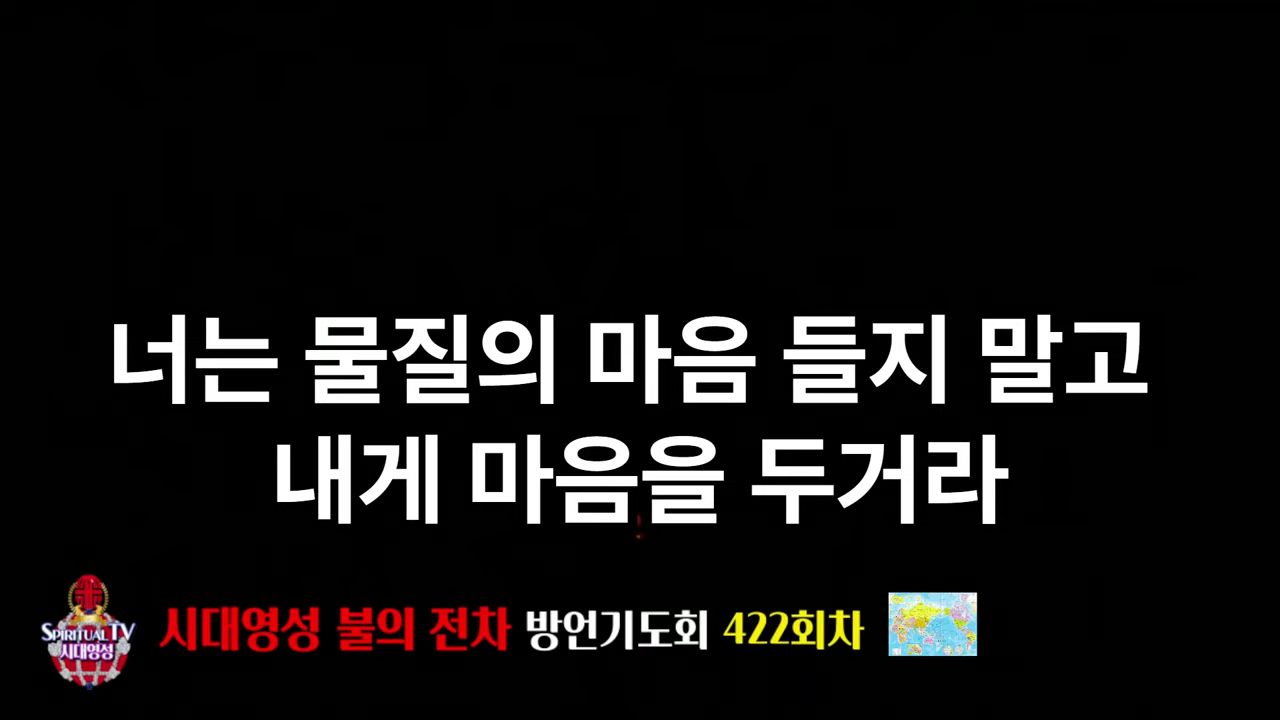 너는 물질의 마음 들지 말고
내게 마음을 두거라
시대영성 불의 전차 방언기도회 422회차
SPIRITUAL TV
시대영성